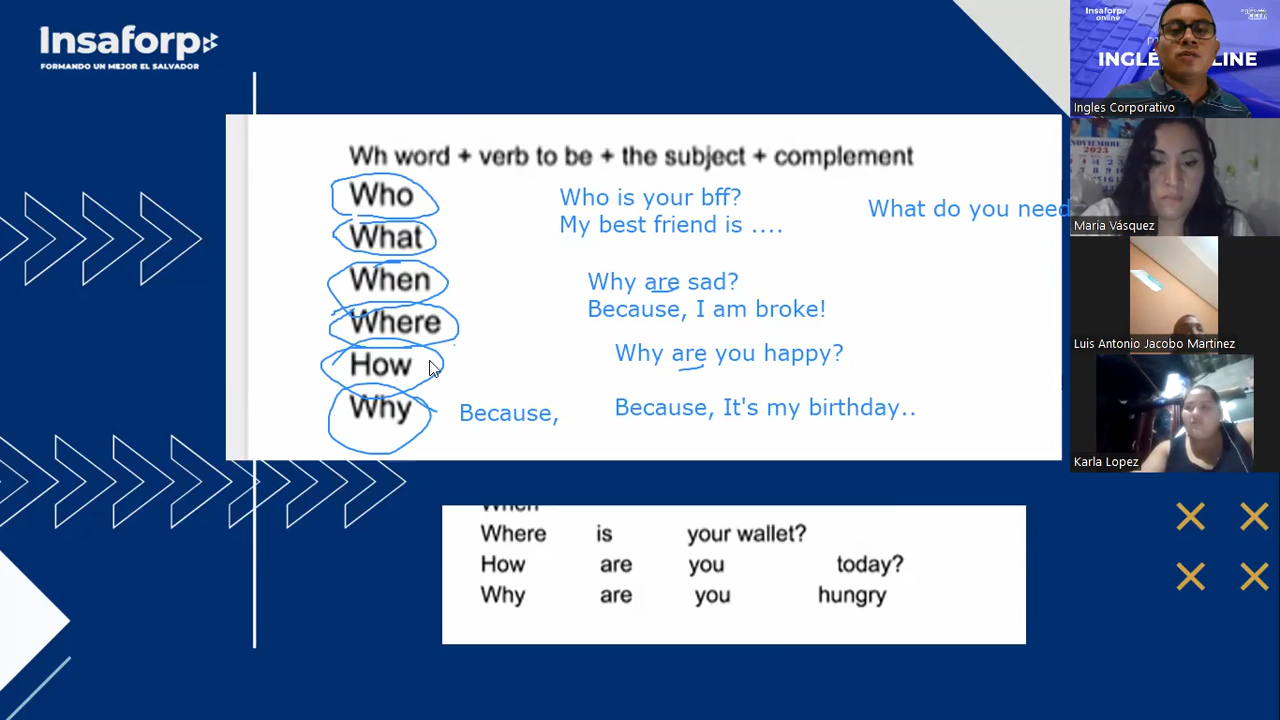 Insaforp
FORMANDO UN MEJOR EL SALVADOR
Wh word + verb to be + the subject + complement
Who
What
When
Where
How
Why
Because,
Who is your bff?
My best friend is ....
What do you need
Why are sad?
Because, I am broke!
Why are you happy?
Because, It's my birthday..
When
Where is your wallet?
How are you today?
Why are you hungry
Insaforp
online
INGLÉS ONLINE
Ingles Corporativo
NOVIEMBRE
2023
Maria Vásquez
Luis Antonio Jacobo Martinez
Karla Lopez